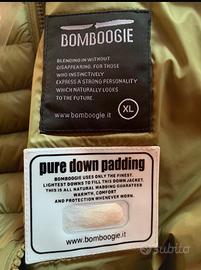 BOMBOOGIE
BLENDING IN WITHOUT
DISAPPEARING. FOR THOSE
WHO INSTINCTIVELY
EXPRESS A STRONG PERSONALITY
WHICH NATURALLY LOOKS
TO THE FUTURE.
XL
www.bomboogie.it
pure down padding
BOMBOOGIE USES ONLY THE FINEST,
LIGHTEST DOWNS TO FILL THIS DOWN JACKET.
THIS IS ALL NATURAL WADDING GUARANTEES
WARMTH, COMFORT
AND PROTECTION WHENEVER WORN.
www.bomboogie.it
subito